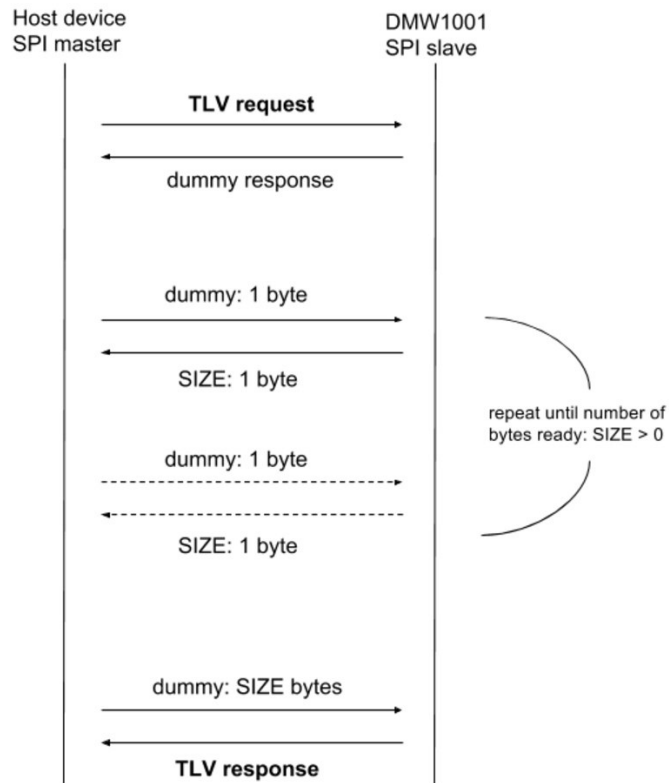 Host device
SPI master
DMW1001
SPI slave
TLV request
dummy response
dummy: 1 byte
SIZE: 1 byte
repeat until number of
bytes ready: SIZE > 0
dummy: 1 byte
SIZE: 1 byte
dummy: SIZE bytes
TLV response